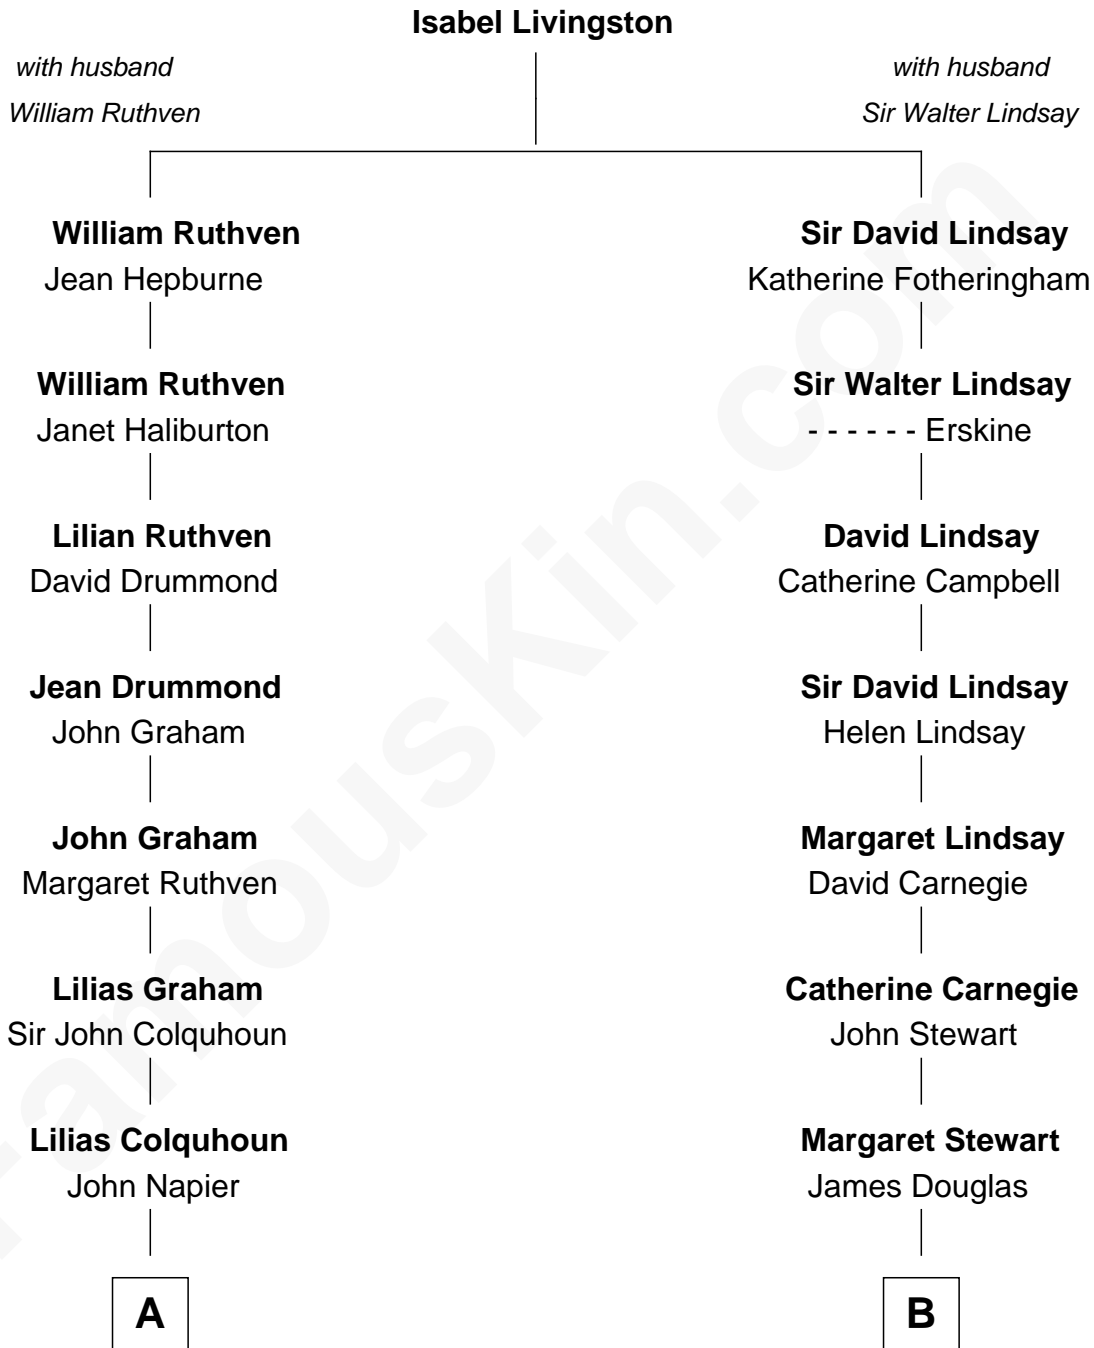 Isabel Livingston
with husband
William Ruthven
with husband
Sir Walter Lindsay
William Ruthven
Jean Hepburne
William Ruthven
Janet Haliburton
Lilian Ruthven
David Drummond
Jean Drummond
John Graham
John Graham
Margaret Ruthven
Lilias Graham
Sir John Colquhoun
Lilias Colquhoun
John Napier
A
Sir David Lindsay
Katherine Fotheringham
Sir Walter Lindsay
- - - - - - Erskine
David Lindsay
Catherine Campbell
Sir David Lindsay
Helen Lindsay
Margaret Lindsay
David Carnegie
Catherine Carnegie
John Stewart
Margaret Stewart
James Douglas
B
FamousKin.com